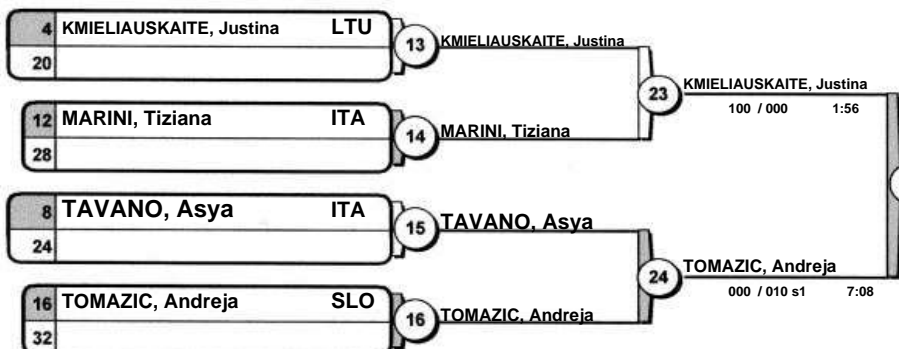 4 KMIELIAUSKAITE, Justina LTU
20
13 KMIELIAUSKAITE, Justina
12 MARINI, Tiziana ITA
28
14 MARINI, Tiziana
23 KMIELIAUSKAITE, Justina
100 / 000 1:56
8 TAVANO, Asya ITA
24
15 TAVANO, Asya
16 TOMAZIC, Andreja SLO
32
16 TOMAZIC, Andreja
24 TOMAZIC, Andreja
000 / 010 s1 7:08